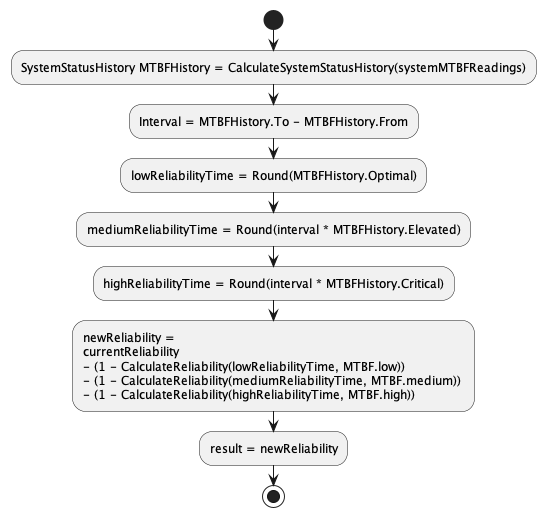 SystemStatusHistory MTBFHistory = CalculateSystemStatusHistory(systemMTBFReadings)
Interval = MTBFHistory.To - MTBFHistory.From
lowReliabilityTime = Round(MTBFHistory.Optimal)
mediumReliabilityTime = Round(interval * MTBFHistory.Elevated)
highReliabilityTime = Round(interval * MTBFHistory.Critical)
newReliability =
currentReliability
- (1 - CalculateReliability(lowReliabilityTime, MTBF.low))
- (1 - CalculateReliability(mediumReliabilityTime, MTBF.medium))
- (1 - CalculateReliability(highReliabilityTime, MTBF.high))
result = newReliability